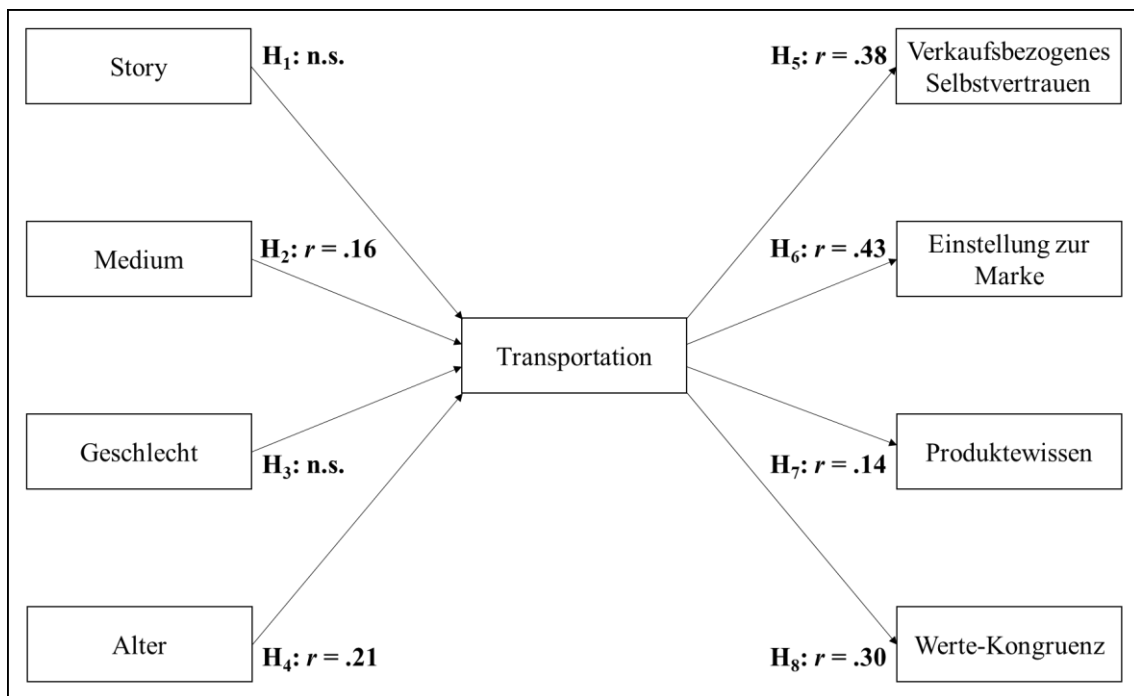 Story
H₁: n.s.
Medium
H₂: r = .16
Geschlecht
H₃: n.s.
Alter
H₄: r = .21
Transportation
H₅: r = .38
Verkaufsbezogenes
Selbstvertrauen
H₆: r = .43
Einstellung zur
Marke
H₇: r = .14
Produktewissen
H₈: r = .30
Werte-Kongruenz